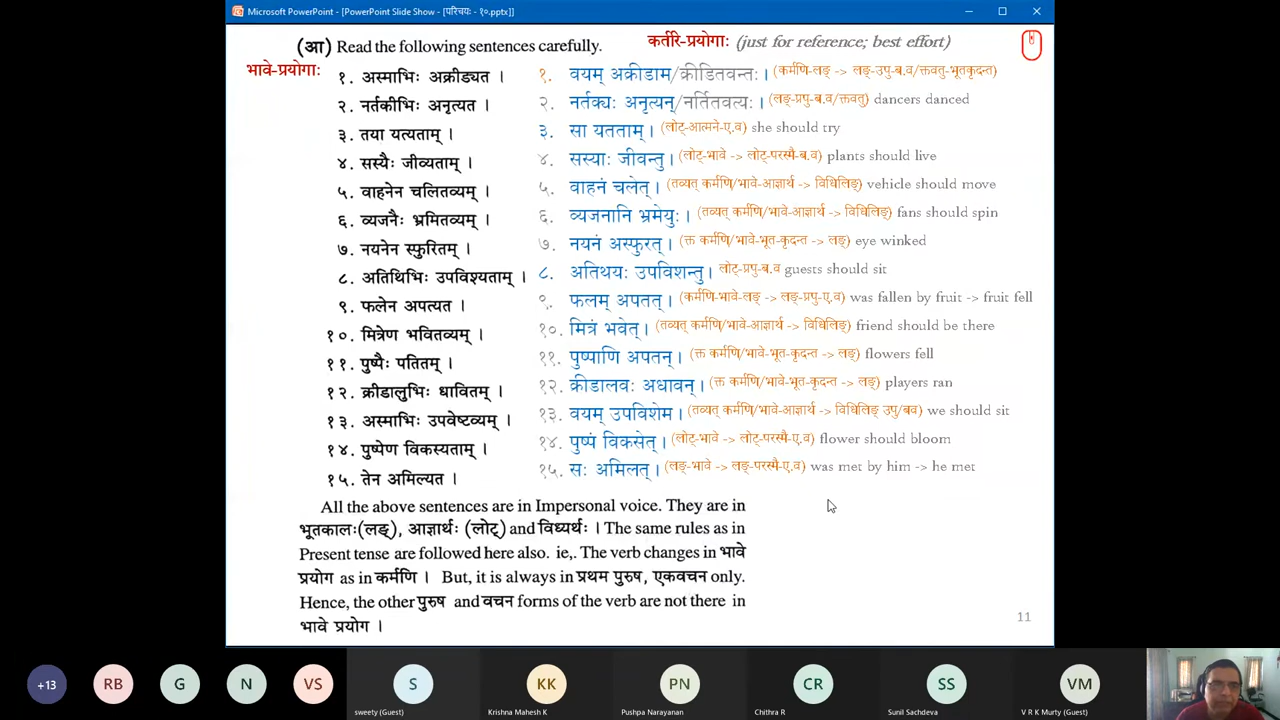 Microsoft PowerPoint - [PowerPoint Slide Show - [परिचयः - १०.pptx]]
(आ) Read the following sentences carefully.
कर्तरि-प्रयोगः (just for reference; best effort)
भावे-प्रयोगः
१. अस्माभिः अक्रीड्यत ।
१. वयम् अक्रीडाम/क्रीडितवन्तः । (कर्मणि-लङ् -> लङ्-उपु-ब.व/क्तवतु-भूतकृदन्त)
२. नर्तकीभिः अनृत्यत ।
२. नर्तक्यः अनृत्यन्/नर्तितवत्यः । (लङ्-प्रपु-ब.व/क्तवतु) dancers danced
३. तया यत्यताम् ।
३. सा यतताम् । (लोट्-आत्मने-ए.व) she should try
४. सस्यैः जीव्यताम् ।
४. सस्याः जीवन्तु । (लोट्-भावे -> लोट्-परस्मै-ब.व) plants should live
५. वाहनेन चलितव्यम् ।
५. वाहनं चलेत् । (तव्यत् कर्मणि/भावे-आज्ञार्थ -> विधिलिङ्) vehicle should move
६. व्यजनैः भ्रमितव्यम् ।
६. व्यजनानि भ्रमेयुः । (तव्यत् कर्मणि/भावे-आज्ञार्थ -> विधिलिङ्) fans should spin
७. नयनेन स्फुरितम् ।
७. नयनं अस्फुरत् । (क्त कर्मणि/भावे-भूत-कृदन्त -> लङ्) eye winked
८. अतिथिभिः उपविश्यताम् ।
८. अतिथयः उपविशन्तु । लोट्-प्रपु-ब.व guests should sit
९. फलेन अपत्यत ।
९. फलम् अपतत् । (कर्मणि-भावे-लङ् -> लङ्-प्रपु-ए.व) was fallen by fruit -> fruit fell
१०. मित्रेण भवितव्यम् ।
१०. मित्रं भवेत् । (तव्यत् कर्मणि/भावे-आज्ञार्थ -> विधिलिङ्) friend should be there
११. पुष्पैः पतितम् ।
११. पुष्पाणि अपतन् । (क्त कर्मणि/भावे-भूत-कृदन्त -> लङ्) flowers fell
१२. क्रीडालुभिः धावितम् ।
१२. क्रीडालवः अधावन् । (क्त कर्मणि/भावे-भूत-कृदन्त -> लङ्) players ran
१३. अस्माभिः उपवेष्टव्यम् ।
१३. वयम् उपविशेम । (तव्यत् कर्मणि/भावे-आज्ञार्थ -> विधिलिङ् उपु/बव) we should sit
१४. पुष्पेण विकस्यताम् ।
१४. पुष्पं विकसेत् । (लोट्-भावे -> लोट्-परस्मै-ए.व) flower should bloom
१५. तेन अमिल्यत ।
१५. सः अमिलत् । (लङ्-भावे -> लङ्-परस्मै-ए.व) was met by him -> he met
All the above sentences are in Impersonal voice. They are in
भूतकालः(लङ्), आज्ञार्थः (लोट्) and विध्यर्थः । The same rules as in
Present tense are followed here also. ie,. The verb changes in भावे
प्रयोग as in कर्मणि । But, it is always in प्रथम पुरुष, एकवचन only.
Hence, the other पुरुष and वचन forms of the verb are not there in
भावे प्रयोग ।
11
+13
RB
G
N
VS
S
KK
PN
CR
SS
VM
sweety (Guest)
Krishna Mahesh K
Pushpa Narayanan
Chithra R
Sunil Sachdeva
V R K Murty (Guest)